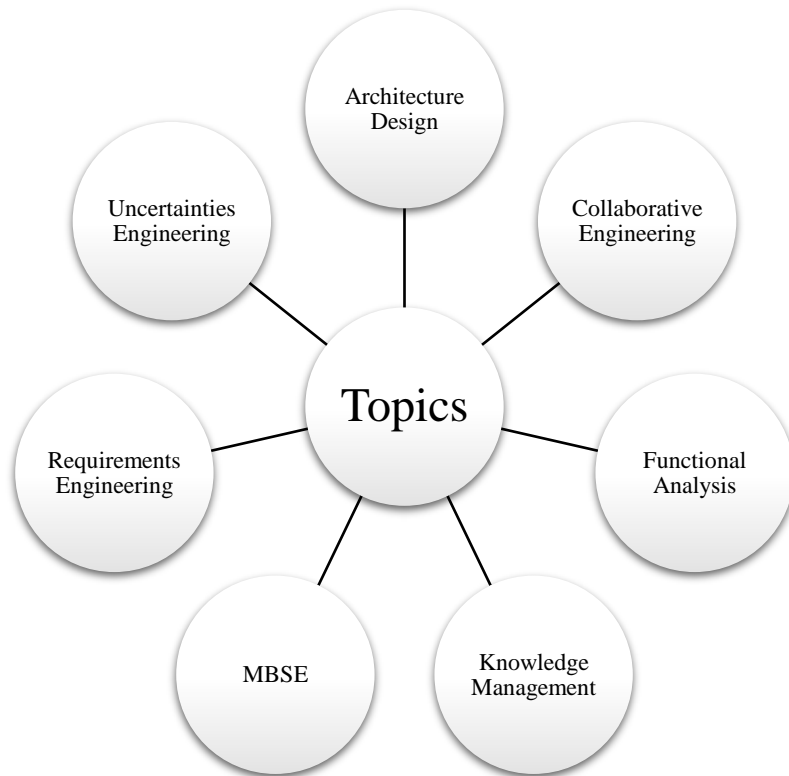 Architecture
Design
Uncertainties
Engineering
Collaborative
Engineering
Topics
Requirements
Engineering
Functional
Analysis
MBSE
Knowledge
Management